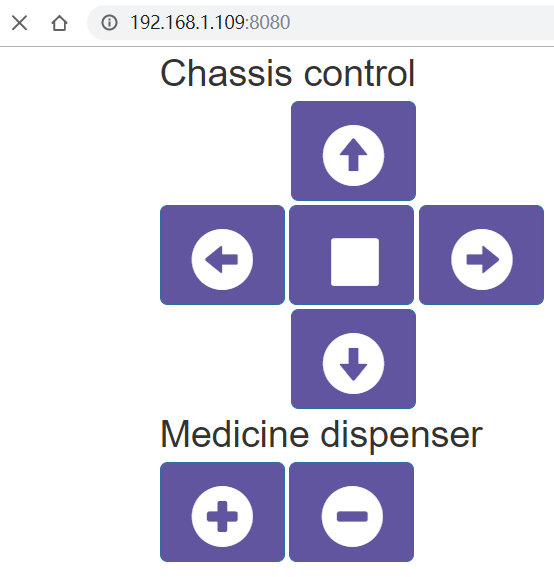 192.168.1.109:8080
Chassis control
Medicine dispenser